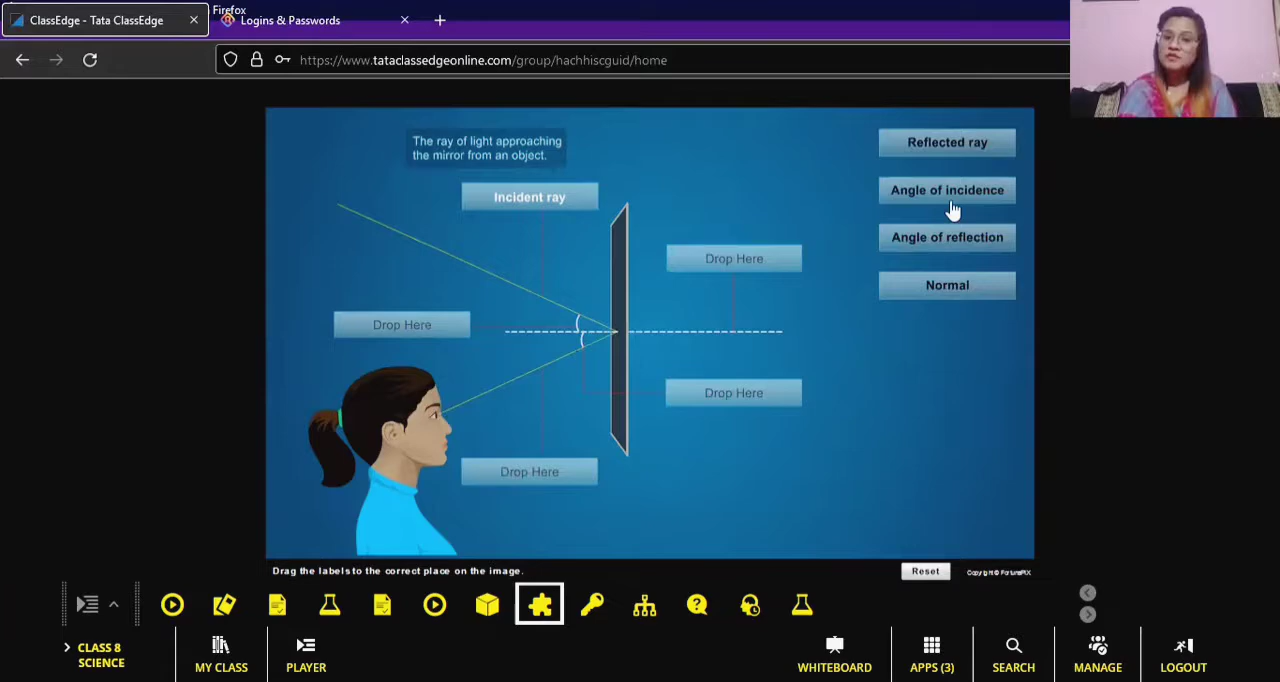 Firefox
ClassEdge - Tata ClassEdge
Logins & Passwords
https://www.tataclassedgeonline.com/group/hachhiscguid/home
The ray of light approaching
the mirror from an object.
Incident ray
Reflected ray
Angle of incidence
Angle of reflection
Normal
Drop Here
Drop Here
Drop Here
Drop Here
Drag the labels to the correct place on the image.
Reset
Copyright © FortunePIX
CLASS 8
SCIENCE
MY CLASS
PLAYER
WHITEBOARD
APPS (3)
SEARCH
MANAGE
LOGOUT